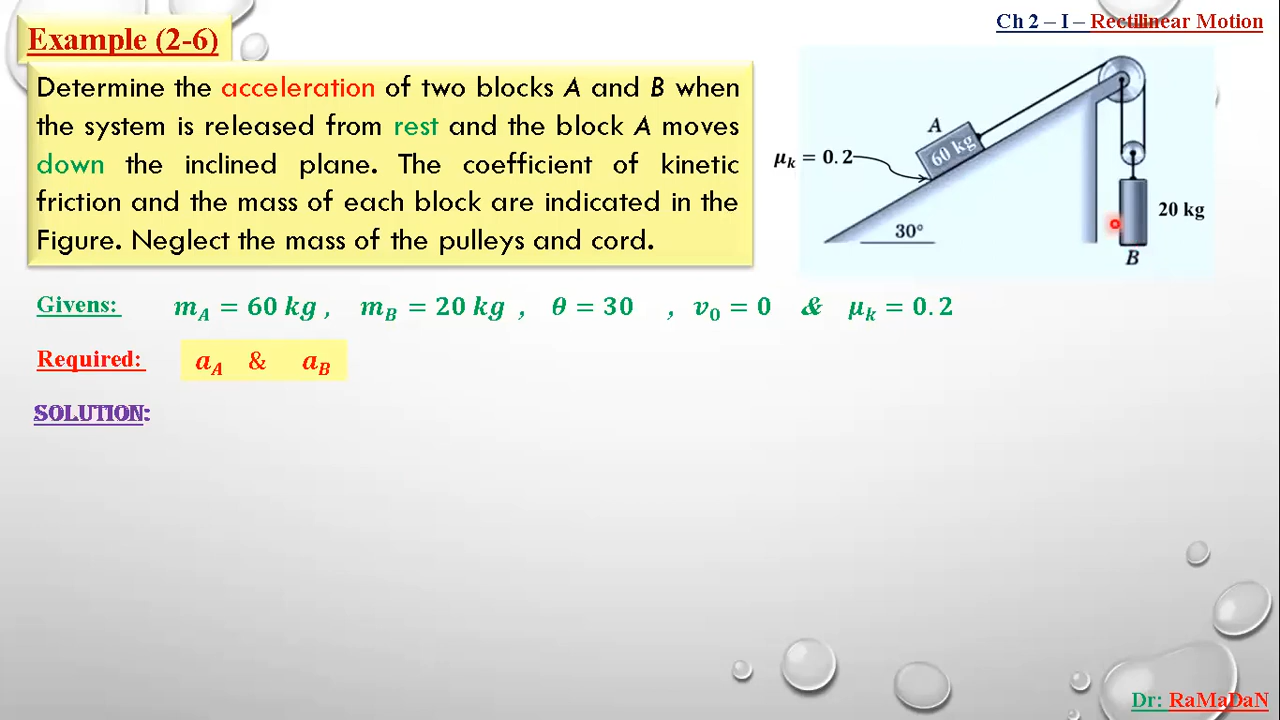 Ch 2 – I – Rectilinear Motion
Example (2-6)
Determine the acceleration of two blocks A and B when
the system is released from rest and the block A moves
down the inclined plane. The coefficient of kinetic
friction and the mass of each block are indicated in the
Figure. Neglect the mass of the pulleys and cord.
A
60 kg
μk = 0.2
30°
20 kg
B
Givens: mA = 60 kg , mB = 20 kg , θ = 30 , v0 = 0 & μk = 0.2
Required: aA & aB
SOLUTION:
Dr: RaMaDaN